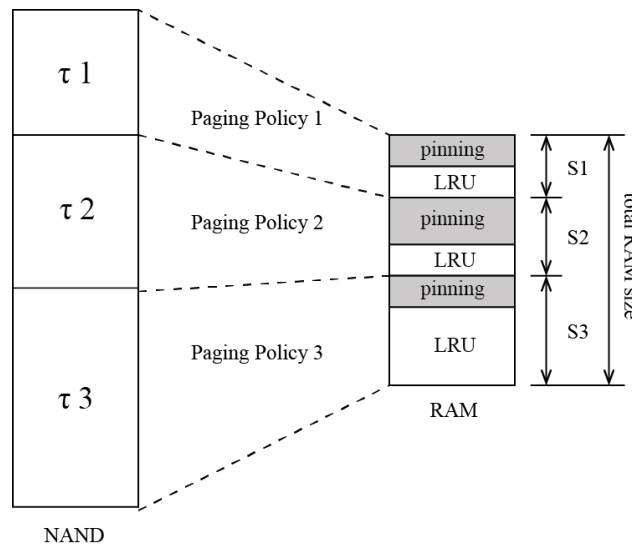 τ 1
Paging Policy 1
pinning
LRU
S1
τ 2
Paging Policy 2
pinning
LRU
S2
total RAM size
τ 3
Paging Policy 3
pinning
LRU
S3
RAM
NAND